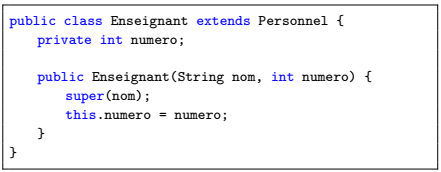 public class Enseignant extends Personnel {
    private int numero;

    public Enseignant(String nom, int numero) {
        super(nom);
        this.numero = numero;
    }
}